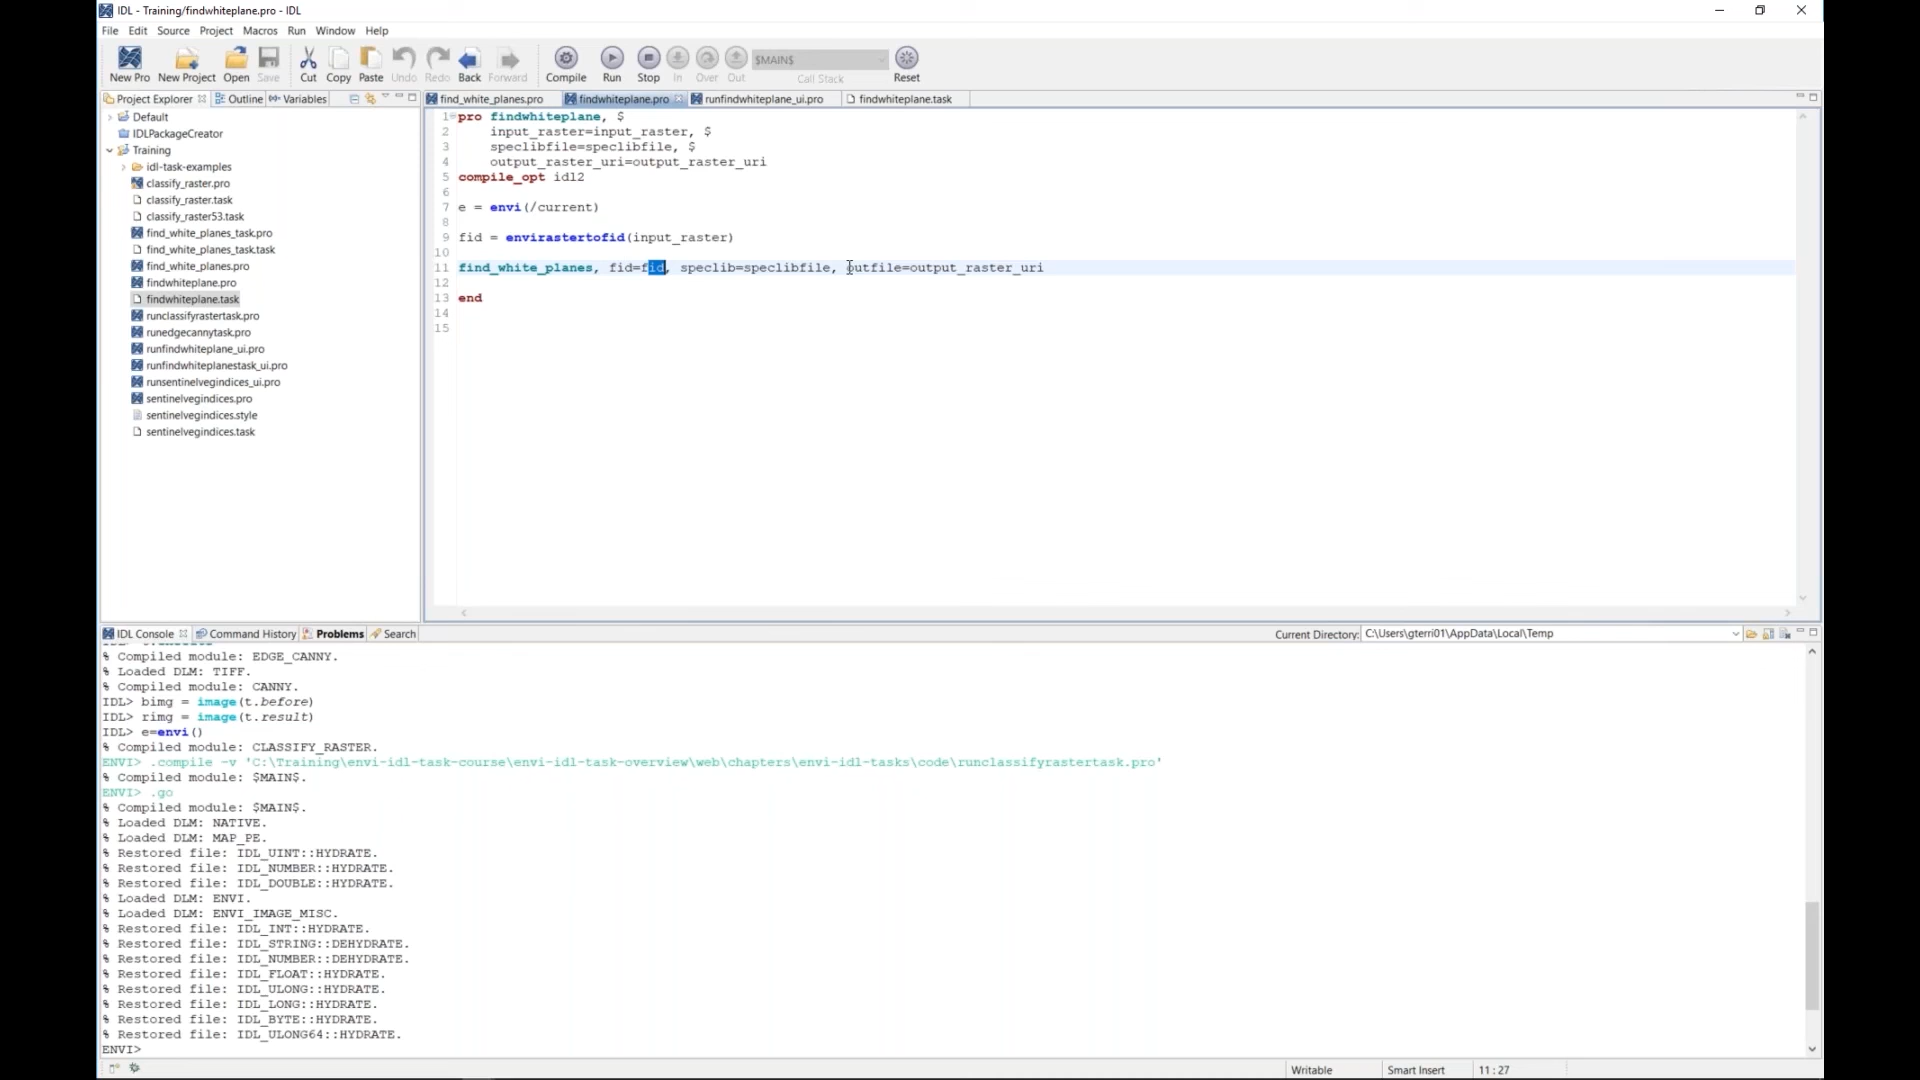 IDL - Training/findwhiteplane.pro - IDL
File Edit Source Project Macros Run Window Help
$MAIN$
New Pro New Project Open Save Cut Copy Paste Undo Redo Back Forward Compile Run Stop In Over Out Call Stack Reset
Project Explorer Outline Variables
find_white_planes.pro findwhiteplane.pro runfindwhiteplane_ui.pro findwhiteplane.task
Default
IDLPackageCreator
Training
idl-task-examples
classify_raster.pro
classify_raster.task
classify_raster53.task
find_white_planes_task.pro
find_white_planes_task.task
find_white_planes.pro
findwhiteplane.pro
findwhiteplane.task
runclassifyrastertask.pro
runedgecannytask.pro
runfindwhiteplane_ui.pro
runfindwhiteplanestask_ui.pro
runsentinelvegindices_ui.pro
sentinelvegindices.pro
sentinelvegindices.style
sentinelvegindices.task
1 pro findwhiteplane, $
2 input_raster=input_raster, $
3 speclibfile=speclibfile, $
4 output_raster_uri=output_raster_uri
5 compile_opt idl2
6
7 e = envi(/current)
8
9 fid = envirastertofid(input_raster)
10
11 find_white_planes, fid=fid, speclib=speclibfile, outfile=output_raster_uri
12
13 end
14
15
IDL Console Command History Problems Search
Current Directory: C:\Users\gterri01\AppData\Local\Temp
% Compiled module: EDGE_CANNY.
% Loaded DLM: TIFF.
% Compiled module: CANNY.
IDL> bimg = image(t.before)
IDL> rimg = image(t.result)
IDL> e=envi()
% Compiled module: CLASSIFY_RASTER.
ENVI> .compile -v 'C:\Training\envi-idl-task-course\envi-idl-task-overview\web\chapters\envi-idl-tasks\code\runclassifyrastertask.pro'
% Compiled module: $MAIN$.
ENVI> .go
% Compiled module: $MAIN$.
% Loaded DLM: NATIVE.
% Loaded DLM: MAP_PE.
% Restored file: IDL_UINT::HYDRATE.
% Restored file: IDL_NUMBER::HYDRATE.
% Restored file: IDL_DOUBLE::HYDRATE.
% Loaded DLM: ENVI.
% Loaded DLM: ENVI_IMAGE_MISC.
% Restored file: IDL_INT::HYDRATE.
% Restored file: IDL_STRING::DEHYDRATE.
% Restored file: IDL_NUMBER::DEHYDRATE.
% Restored file: IDL_FLOAT::HYDRATE.
% Restored file: IDL_ULONG::HYDRATE.
% Restored file: IDL_LONG::HYDRATE.
% Restored file: IDL_BYTE::HYDRATE.
% Restored file: IDL_ULONG64::HYDRATE.
ENVI>
Writable Smart Insert 11 : 27